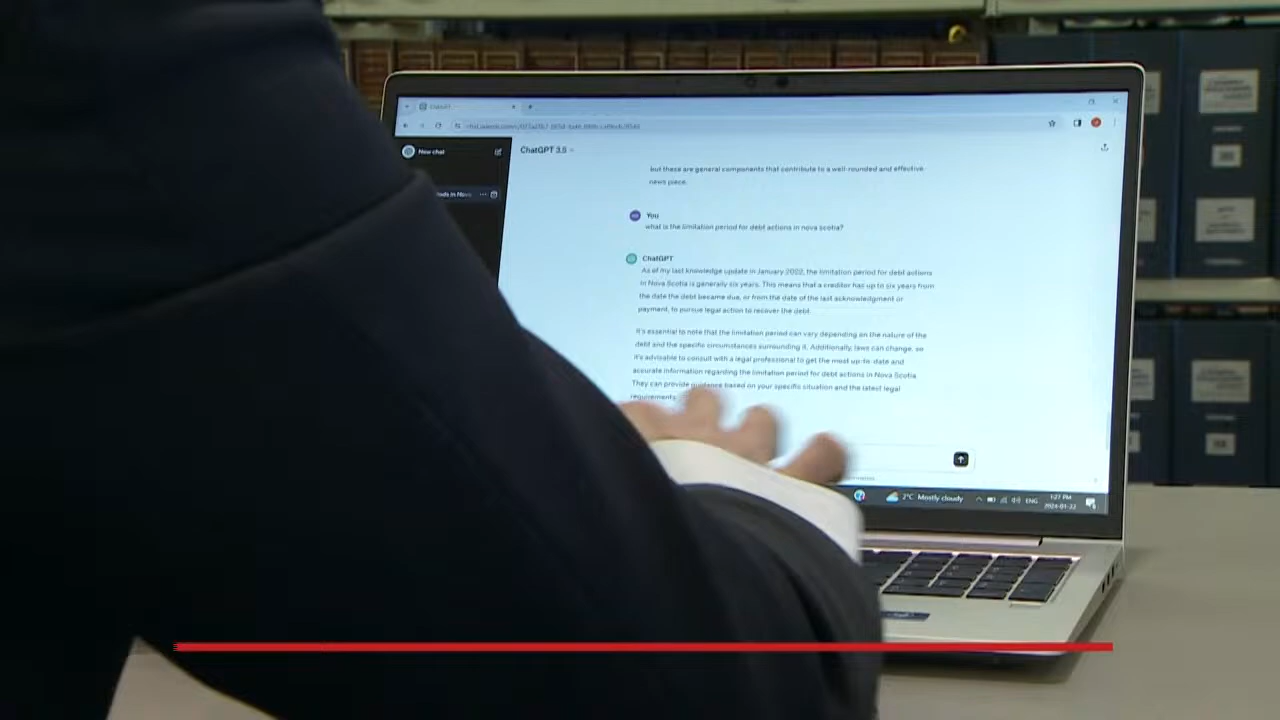 ChatGPT
New chat
ChatGPT 3.5
but these are general components that contribute to a well-rounded and effective
news piece.
You
what is the limitation period for debt actions in nova scotia?
ChatGPT
As of my last knowledge update in January 2022, the limitation period for debt actions
in Nova Scotia is generally six years. This means that a creditor has up to six years from
the date the debt became due, or from the date of the last acknowledgment or
payment, to pursue legal action to recover the debt.
It's essential to note that the limitation period can vary depending on the nature of the
debt and the specific circumstances surrounding it. Additionally, laws can change, so
it's advisable to consult with a legal professional to get the most up-to-date and
accurate information regarding the limitation period for debt actions in Nova Scotia.
They can provide guidance based on your specific situation and the latest legal
requirements.
2°C Mostly cloudy
ENG
1:27 PM
2024-01-22